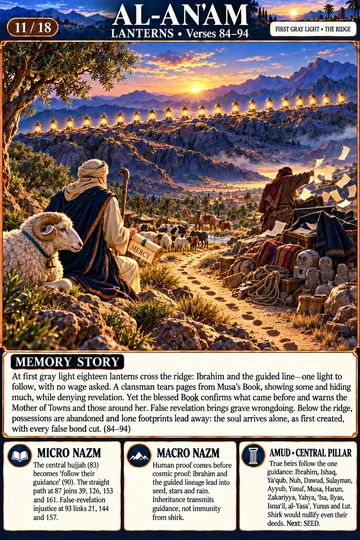 11 / 18
AL-AN'AM
LANTERNS • Verses 84–94
FIRST GRAY LIGHT • THE RIDGE
MERCY
MEMORY STORY
At first gray light eighteen lanterns cross the ridge: Ibrahim and the guided line—one light to
follow, with no wage asked. A clansman tears pages from Musa's Book, showing some and hiding
much, while denying revelation. Yet the blessed Book confirms what came before and warns the
Mother of Towns and those around her. False revelation brings grave wrongdoing. Below the ridge,
possessions are abandoned and lone footprints lead away: the soul arrives alone, as first created,
with every false bond cut. (84–94)
MICRO NAZM
The central hujjah (83)
becomes 'follow their
guidance' (90). The straight
path at 87 joins 39, 126, 153
and 161. False-revelation
injustice at 93 links 21, 144
and 157.
MACRO NAZM
Human proof comes before
cosmic proof: Ibrahim and
the guided lineage lead into
seed, stars and rain.
Inheritance transmits
guidance, not immunity
from shirk.
AMUD • CENTRAL PILLAR
True heirs follow the one
guidance: Ibrahim, Ishaq,
Ya'qub, Nuh, Dawud, Sulayman,
Ayyub, Yusuf, Musa, Harun,
Zakariyya, Yahya, 'Isa, Ilyas,
Isma'il, al-Yasa', Yunus and Lut.
Shirk would nullify even their
deeds. Next: SEED.